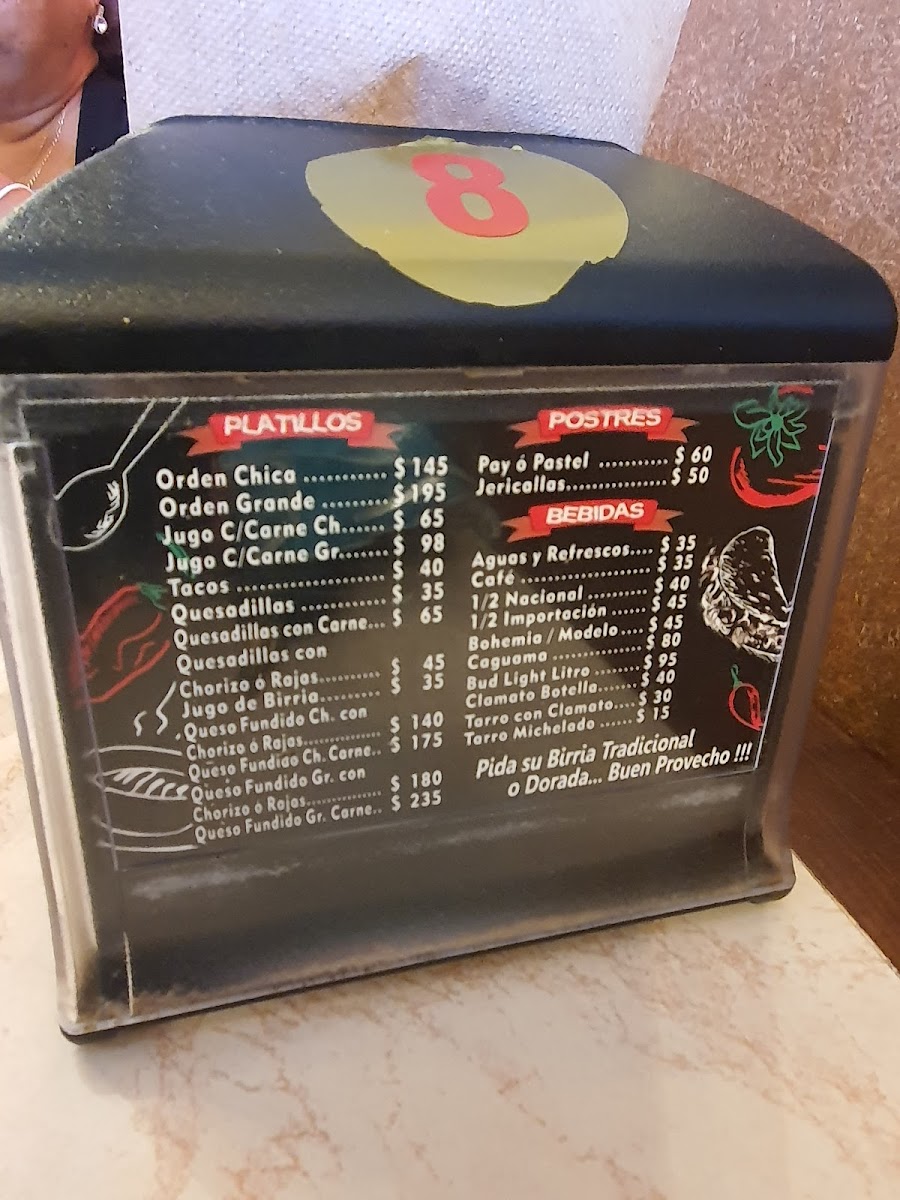 8
PLATILLOS
Orden Chica ............ $ 145
Orden Grande ......... $ 195
Jugo C/Carne Ch...... $ 65
Jugo C/Carne Gr....... $ 98
Tacos ..................... $ 40
Quesadillas ............ $ 35
Quesadillas con Carne... $ 65
Quesadillas con
Chorizo ó Rajas.......... $ 45
Jugo de Birria......... $ 35
Queso Fundido Ch. con
Chorizo ó Rajas............. $ 140
Queso Fundido Ch. Carne.. $ 175
Queso Fundido Gr. con
Chorizo ó Rajas............. $ 180
Queso Fundido Gr. Carne.. $ 235
POSTRES
Pay ó Pastel .......... $ 60
Jericallas............... $ 50
BEBIDAS
Aguas y Refrescos.... $ 35
Café .................. $ 35
1/2 Nacional .......... $ 40
1/2 Importación ...... $ 45
Bohemia / Modelo.... $ 45
Caguama ............ $ 80
Bud Light Litro ........ $ 95
Clamato Botella....... $ 40
Tarro con Clamato.... $ 30
Tarro Michelado ...... $ 15
Pida su Birria Tradicional
o Dorada... Buen Provecho !!!